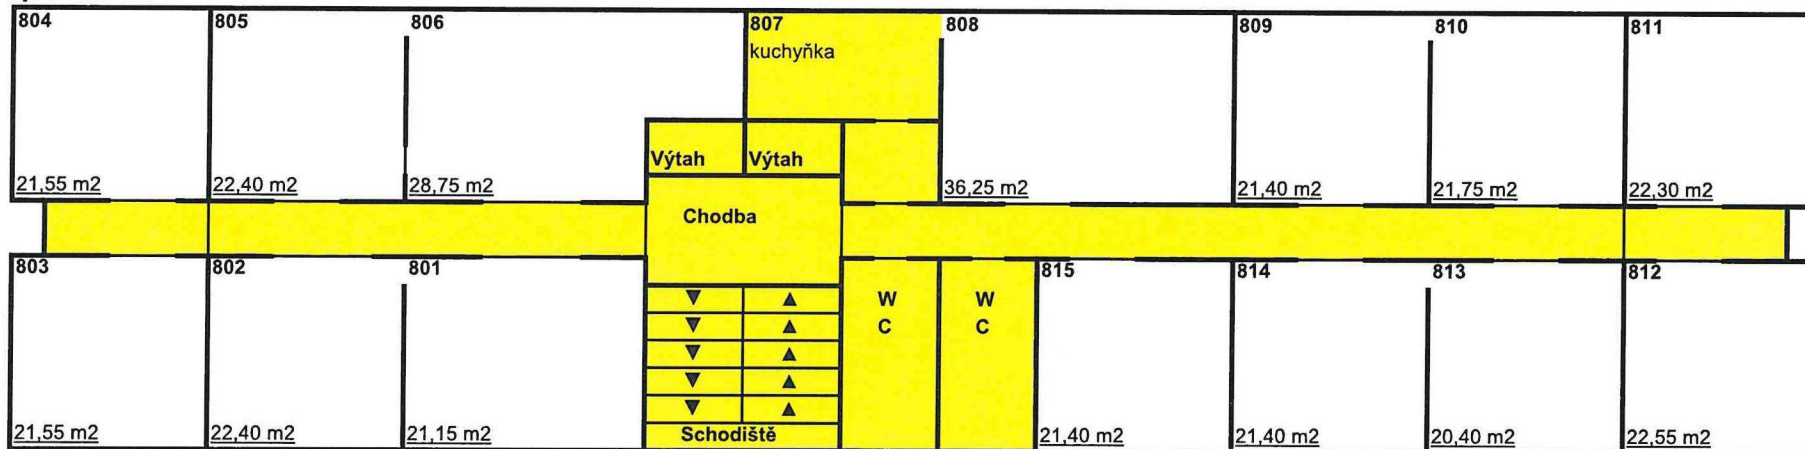 804 805 806 807 808 809 810 811
kuchyňka
Výtah Výtah
21,55 m2 22,40 m2 28,75 m2 36,25 m2 21,40 m2 21,75 m2 22,30 m2
Chodba
803 802 801 815 814 813 812
W W
C C
21,55 m2 22,40 m2 21,15 m2 Schodiště 21,40 m2 21,40 m2 20,40 m2 22,55 m2